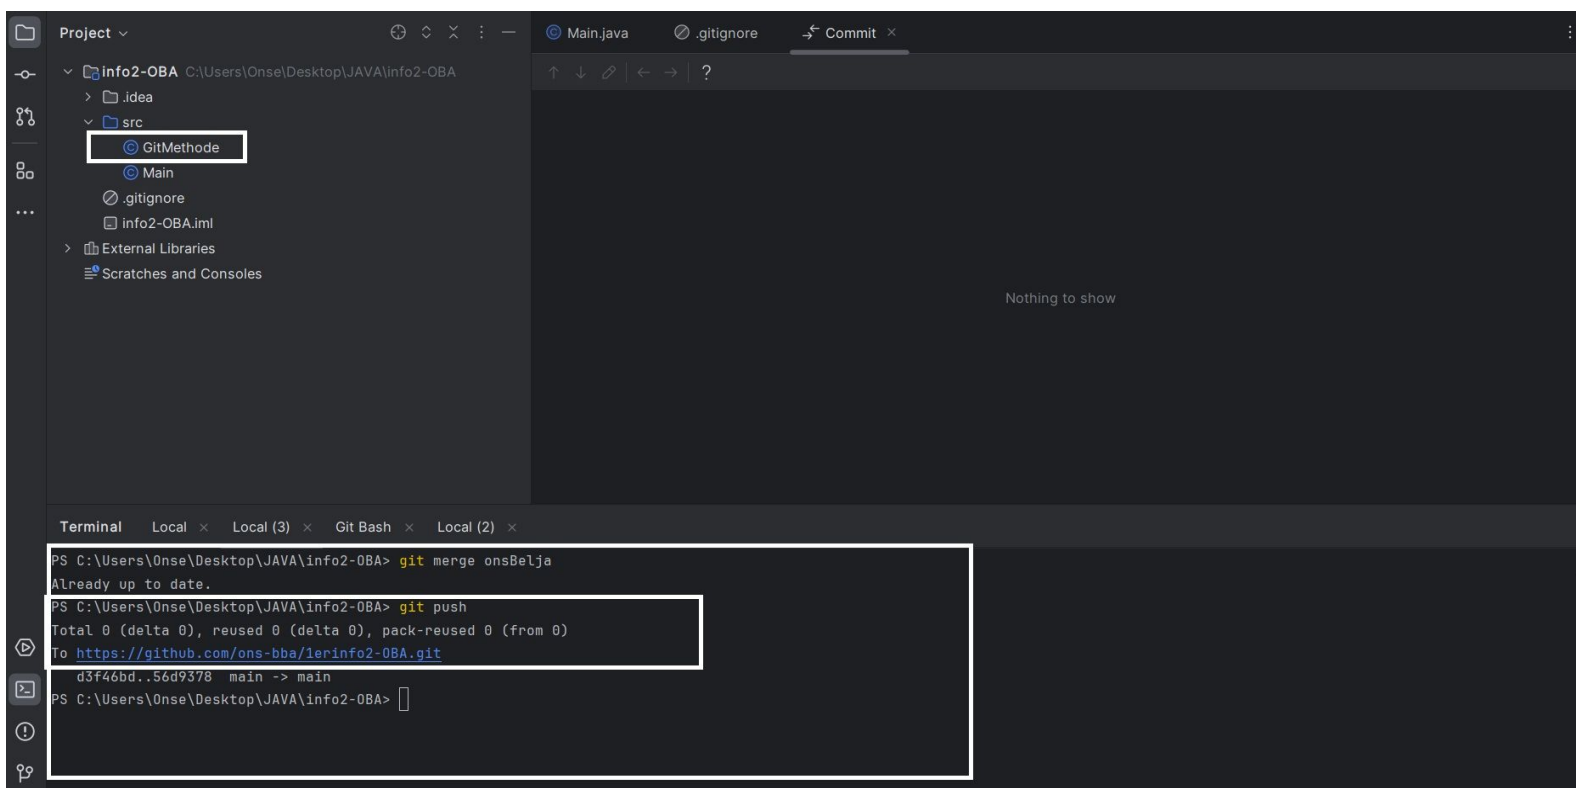 Project
Main.java
.gitignore
Commit
info2-OBA C:\Users\Onse\Desktop\JAVA\info2-OBA
?
.idea
src
GitMethode
Main
.gitignore
info2-OBA.iml
External Libraries
Scratches and Consoles
Nothing to show
Terminal Local Local (3) Git Bash Local (2)
PS C:\Users\Onse\Desktop\JAVA\info2-OBA> git merge onsBelja
Already up to date.
PS C:\Users\Onse\Desktop\JAVA\info2-OBA> git push
Total 0 (delta 0), reused 0 (delta 0), pack-reused 0 (from 0)
To https://github.com/ons-bba/1erinfo2-OBA.git
d3f46bd..56d9378 main -> main
PS C:\Users\Onse\Desktop\JAVA\info2-OBA>